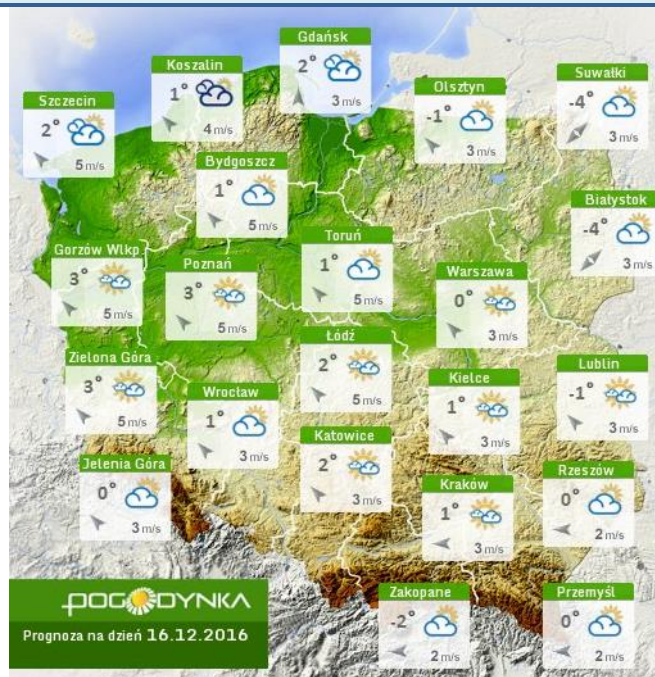 Gdańsk
2°
3 m/s
Koszalin
1°
4 m/s
Suwałki
-4°
3 m/s
Olsztyn
-1°
3 m/s
Szczecin
2°
5 m/s
Bydgoszcz
1°
5 m/s
Białystok
-4°
3 m/s
Toruń
1°
5 m/s
Gorzów Wlkp
3°
5 m/s
Poznań
3°
5 m/s
Warszawa
0°
3 m/s
Łódź
2°
5 m/s
Zielona Góra
3°
5 m/s
Lublin
-1°
3 m/s
Kielce
1°
3 m/s
Wrocław
1°
3 m/s
Katowice
2°
3 m/s
Jelenia Góra
0°
3 m/s
Rzeszów
0°
2 m/s
Kraków
1°
3 m/s
Zakopane
-2°
2 m/s
Przemyśl
0°
2 m/s
POGODYNKA
Prognoza na dzień 16.12.2016